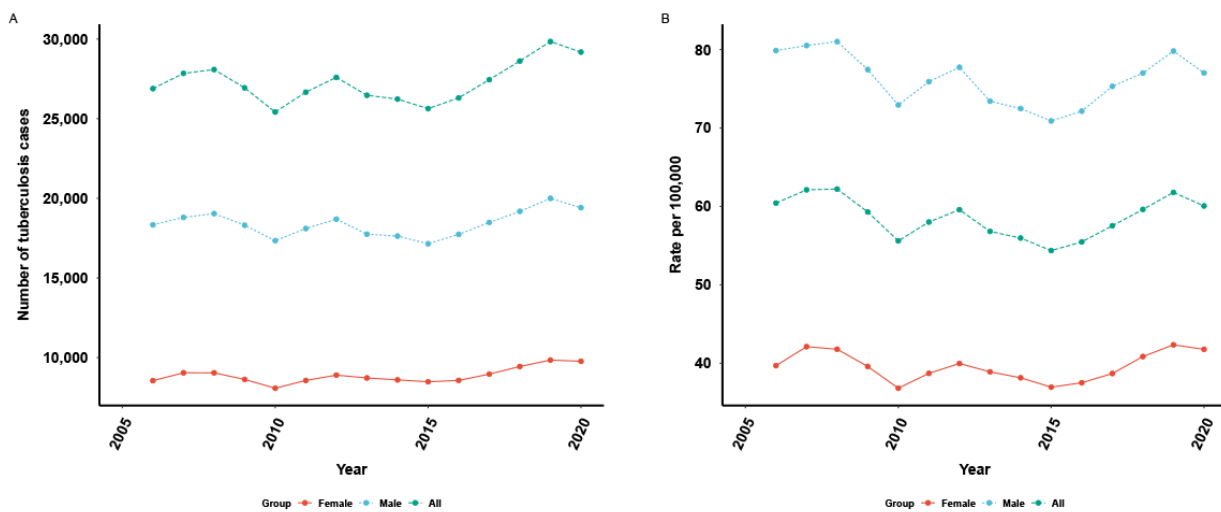 A
Number of tuberculosis cases
30,000
25,000
20,000
15,000
10,000
2005
2010
2015
2020
Year
Group Female Male All
B
Rate per 100,000
80
70
60
50
40
2005
2010
2015
2020
Year
Group Female Male All